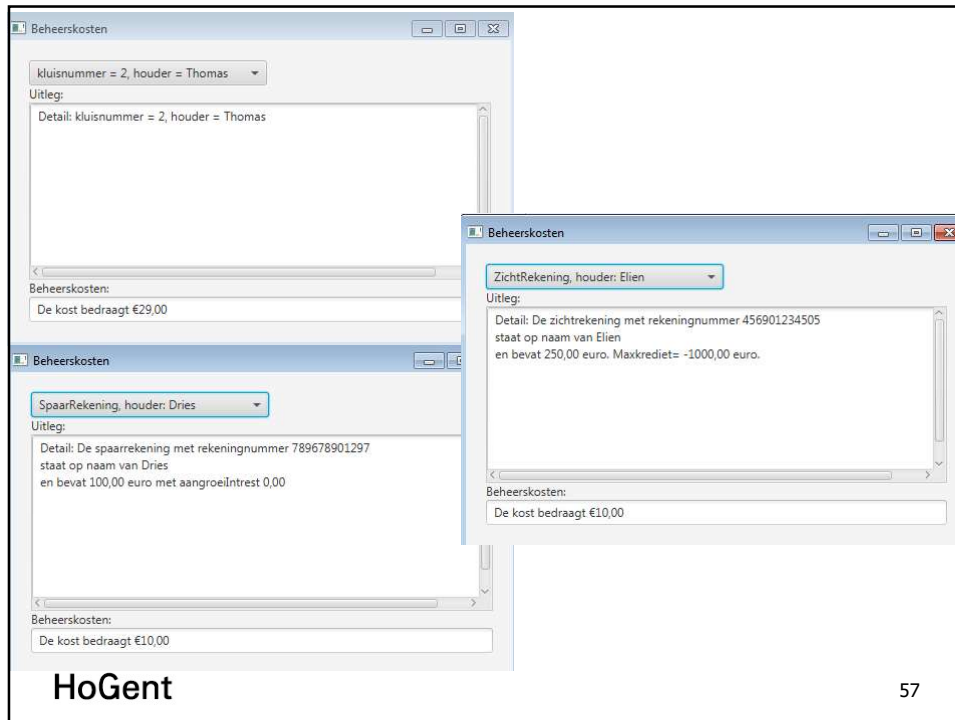 Beheerskosten
kluisnummer = 2, houder = Thomas
Uitleg:
Detail: kluisnummer = 2, houder = Thomas
Beheerskosten:
De kost bedraagt €29,00
Beheerskosten
SpaarRekening, houder: Dries
Uitleg:
Detail: De spaarrekening met rekeningnummer 789678901297
staat op naam van Dries
en bevat 100,00 euro met aangroeiIntrest 0,00
Beheerskosten:
De kost bedraagt €10,00
Beheerskosten
ZichtRekening, houder: Elien
Uitleg:
Detail: De zichtrekening met rekeningnummer 456901234505
staat op naam van Elien
en bevat 250,00 euro. Maxkrediet= -1000,00 euro.
Beheerskosten:
De kost bedraagt €10,00
HoGent
57